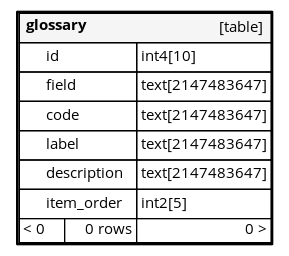 glossary [table]
id int4[10]
field text[2147483647]
code text[2147483647]
label text[2147483647]
description text[2147483647]
item_order int2[5]
< 0 0 rows 0 >